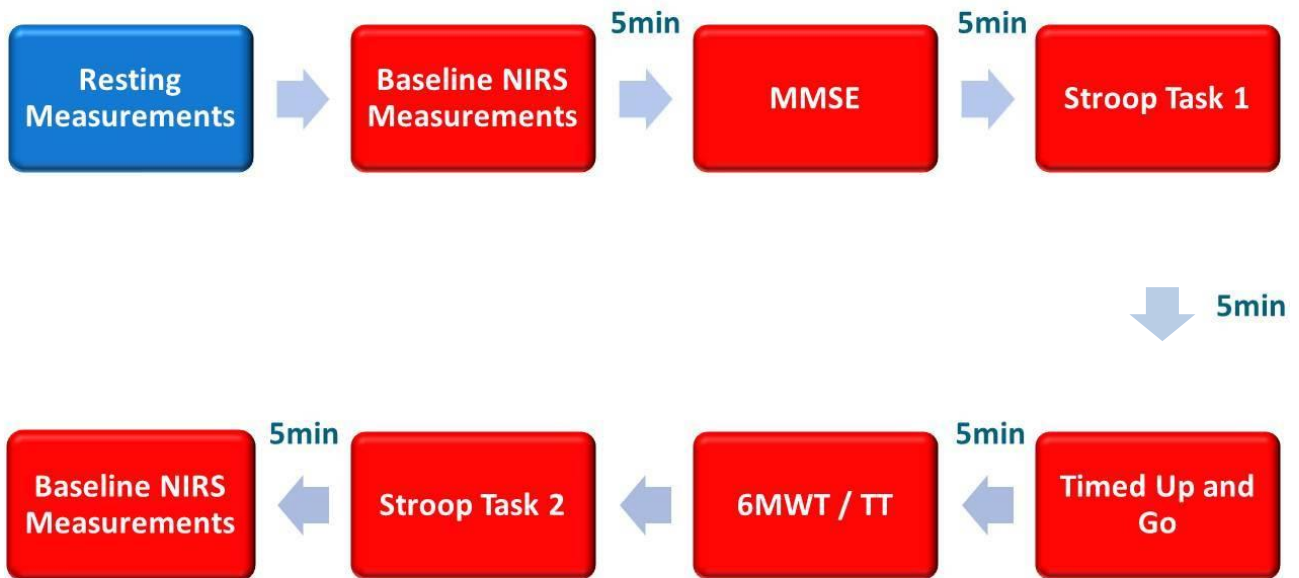 5min
5min
Resting
Measurements
Baseline NIRS
Measurements
MMSE
Stroop Task 1
5min
5min
5min
Baseline NIRS
Measurements
Stroop Task 2
6MWT / TT
Timed Up and
Go